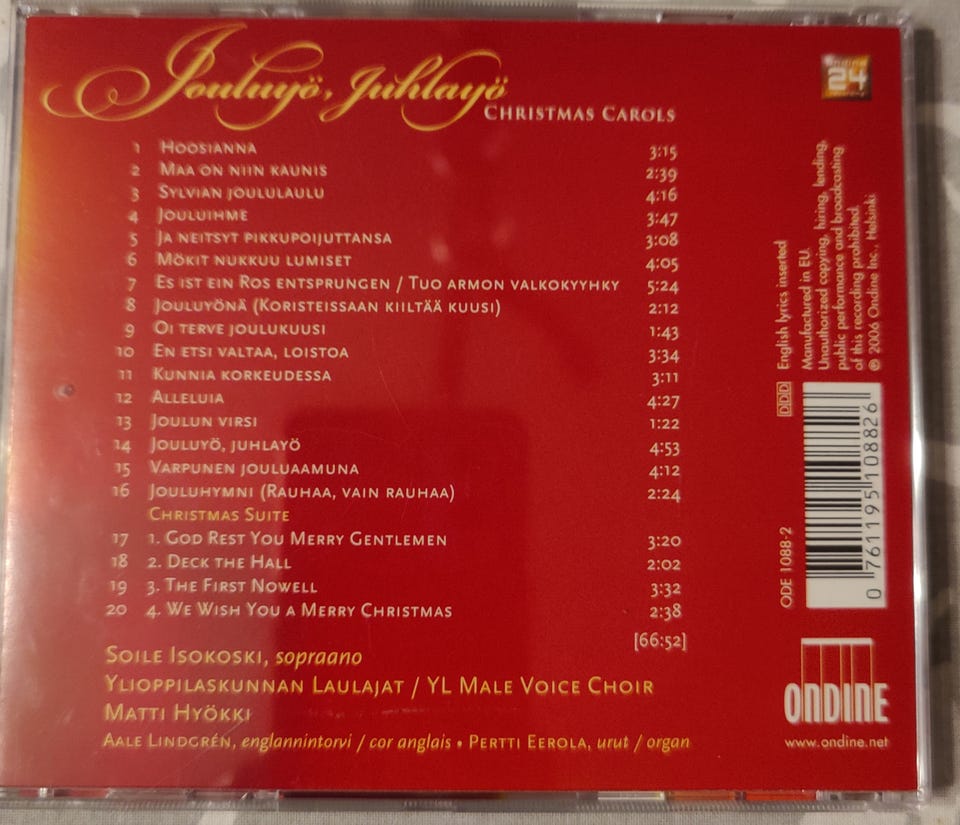 Jouluyö, Juhlayö
CHRISTMAS CAROLS
1 HOOSIANNA 3:15
2 MAA ON NIIN KAUNIS 2:39
3 SYLVIAN JOULULAULU 4:16
4 JOULUIHME 3:47
5 JA NEITSYT PIKKUPOIJUTTANSA 3:08
6 MÖKIT NUKKUU LUMISET 4:05
7 ES IST EIN ROS ENTSPRUNGEN / TUO ARMON VALKOKYYHKY 5:24
8 JOULUYÖNÄ (KORISTEISSAAN KIILTÄÄ KUUSI) 2:12
9 OI TERVE JOULUKUUSI 1:43
10 EN ETSI VALTAA, LOISTOA 3:34
11 KUNNIA KORKEUDESSA 3:11
12 ALLELUIA 4:27
13 JOULUN VIRSI 1:22
14 JOULUYÖ, JUHLAYÖ 4:53
15 VARPUNEN JOULUAAMUNA 4:12
16 JOULUHYMNI (RAUHAA, VAIN RAUHAA) 2:24
CHRISTMAS SUITE
17 1. GOD REST YOU MERRY GENTLEMEN 3:20
18 2. DECK THE HALL 2:02
19 3. THE FIRST NOWELL 3:32
20 4. WE WISH YOU A MERRY CHRISTMAS 2:38
[66:52]
SOILE ISOKOSKI, sopraano
YLIOPPILASKUNNAN LAULAJAT / YL MALE VOICE CHOIR
MATTI HYÖKKI
AALE LINDGRÉN, englannintorvi / cor anglais • PERTTI EEROLA, urut / organ
24
DDD English lyrics inserted
Manufactured in EU.
Unauthorized copying, hiring, lending,
public performance and broadcasting
of this recording prohibited.
℗ 2006 Ondine Inc., Helsinki
ODE 1088-2
0 761195 108826
ONDINE
www.ondine.net